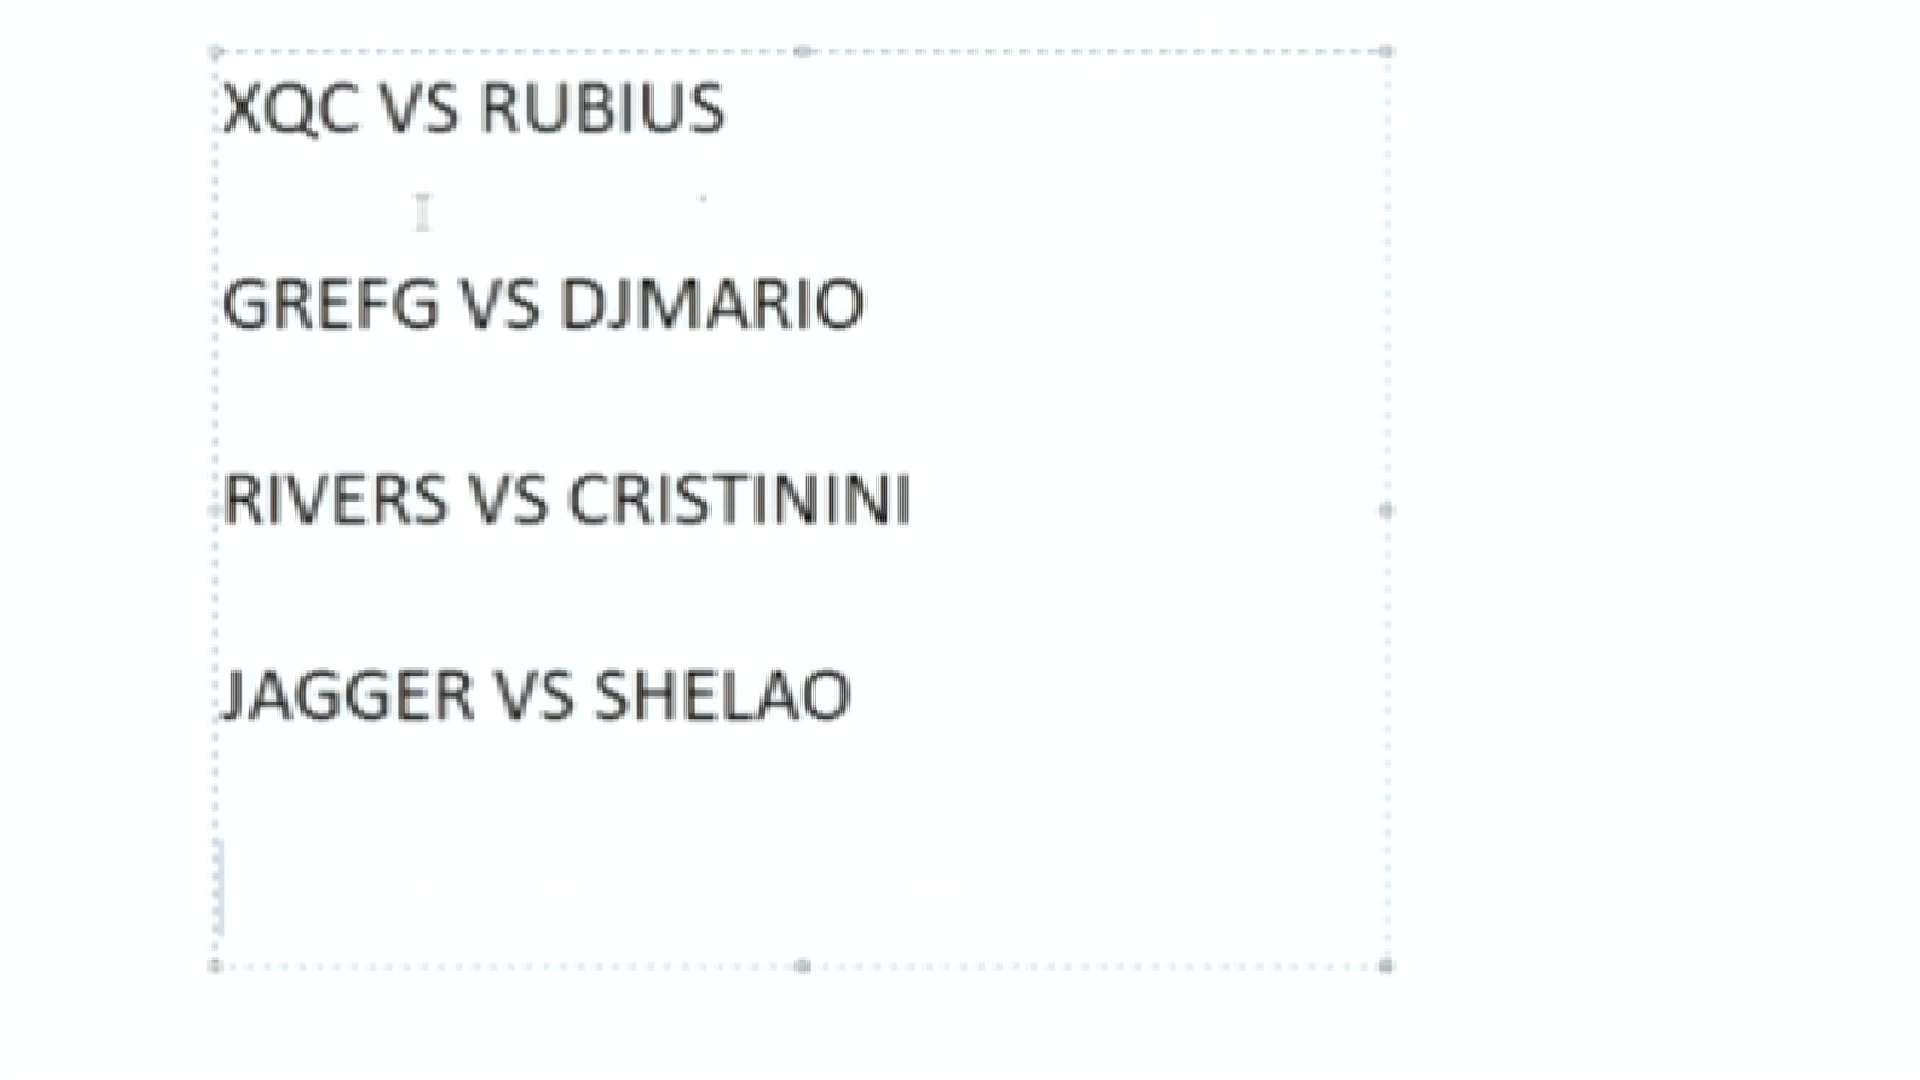 XQC VS RUBIUS
GREFG VS DJMARIO
RIVERS VS CRISTININI
JAGGER VS SHELAO